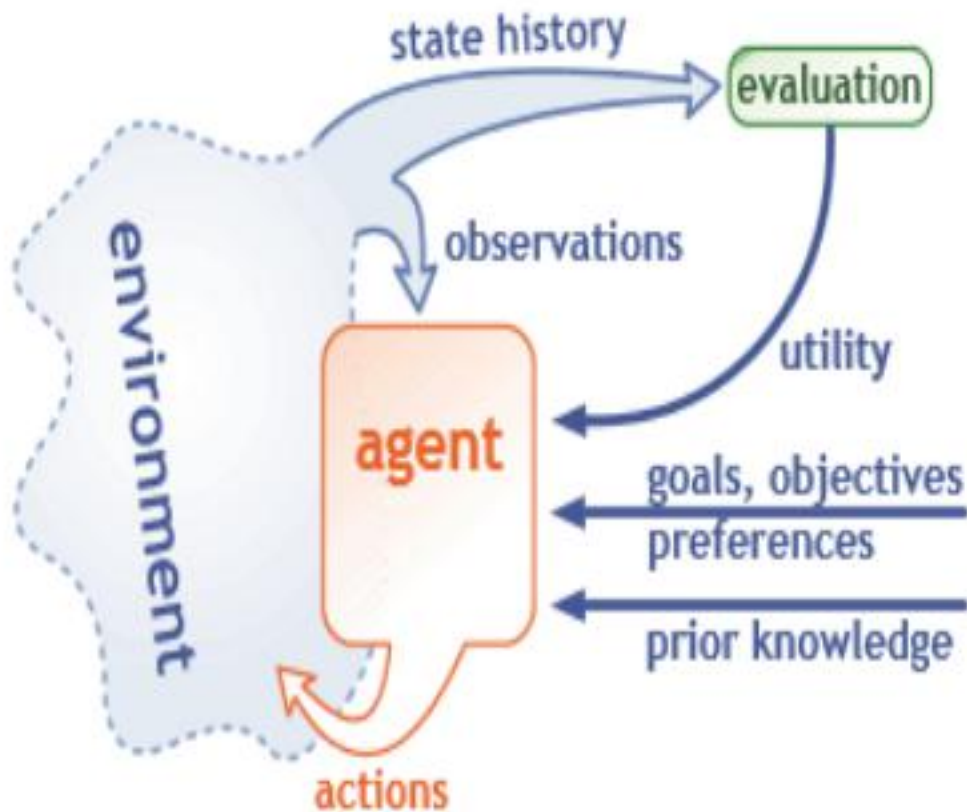 state history
evaluation
environment
observations
utility
agent
goals, objectives
preferences
prior knowledge
actions